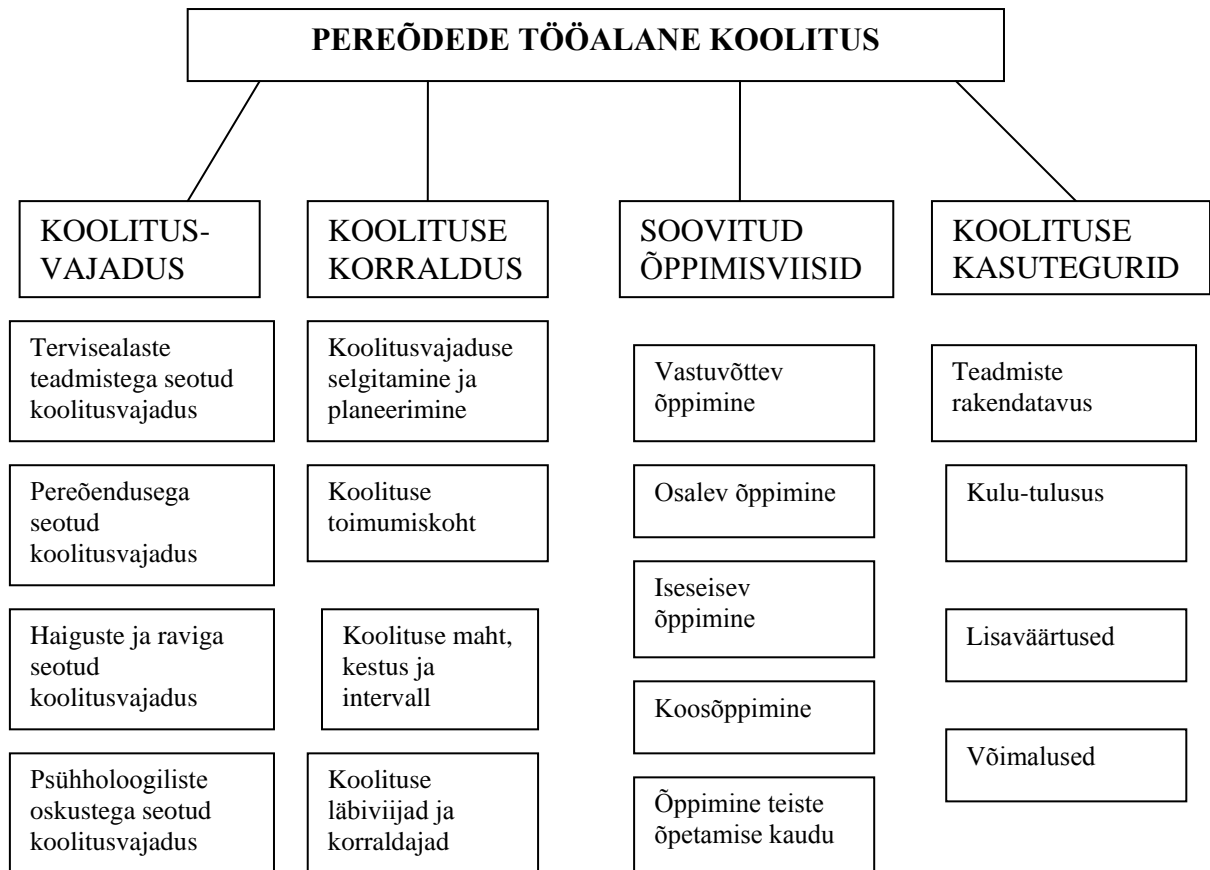 PEREÕDEDE TÖÖALANE KOOLITUS
KOOLITUS-
VAJADUS
Tervisealaste
teadmistega seotud
koolitusvajadus
Pereõendusega
seotud
koolitusvajadus
Haiguste ja raviga
seotud
koolitusvajadus
Psühholoogiliste
oskustega seotud
koolitusvajadus
KOOLITUSE
KORRALDUS
Koolitusvajaduse
selgitamine ja
planeerimine
Koolituse
toimumiskoht
Koolituse maht,
kestus ja
intervall
Koolituse
läbiviijad ja
korraldajad
SOOVITUD
ÕPPIMISVIISID
Vastuvõttev
õppimine
Osalev õppimine
Iseseisev
õppimine
Koosõppimine
Õppimine teiste
õpetamise kaudu
KOOLITUSE
KASUTEGURID
Teadmiste
rakendatavus
Kulu-tulusus
Lisaväärtused
Võimalused